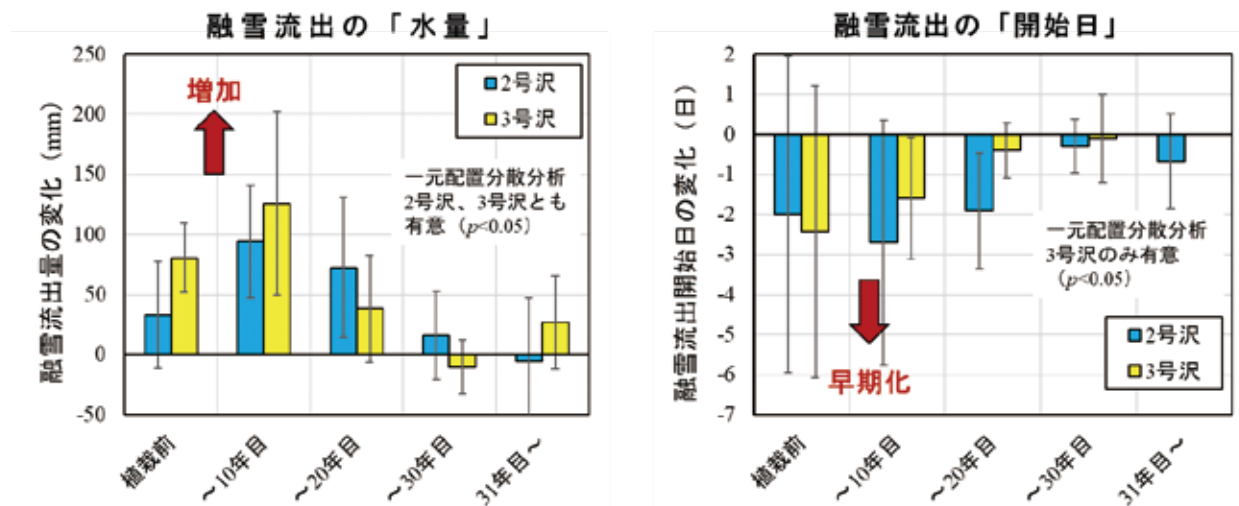 融雪流出の「水量」
融雪流出量の変化（mm）
250
200
150
100
50
0
-50
増加
2号沢
3号沢
一元配置分散分析
2号沢、3号沢とも
有意（p<0.05）
植栽前
～10年目
～20年目
～30年目
31年目～
融雪流出の「開始日」
融雪流出開始日の変化（日）
2
1
0
-1
-2
-3
-4
-5
-6
-7
一元配置分散分析
3号沢のみ有意
（p<0.05）
早期化
2号沢
3号沢
植栽前
～10年目
～20年目
～30年目
31年目～